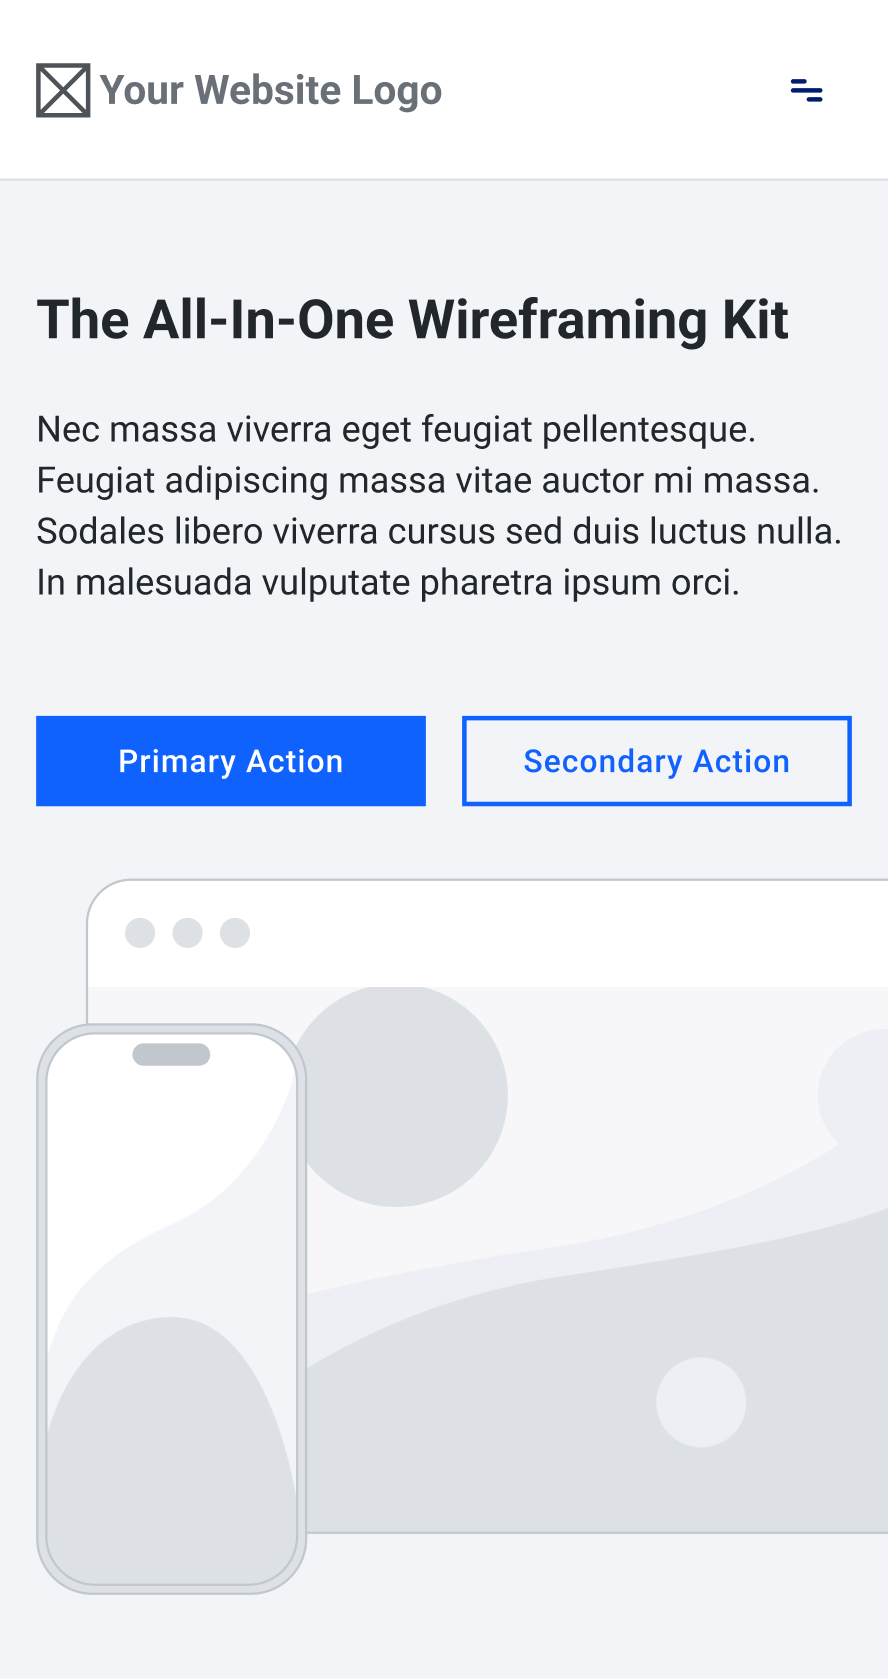 Your Website Logo
The All-In-One Wireframing Kit
Nec massa viverra eget feugiat pellentesque.
Feugiat adipiscing massa vitae auctor mi massa.
Sodales libero viverra cursus sed duis luctus nulla.
In malesuada vulputate pharetra ipsum orci.
Primary Action
Secondary Action